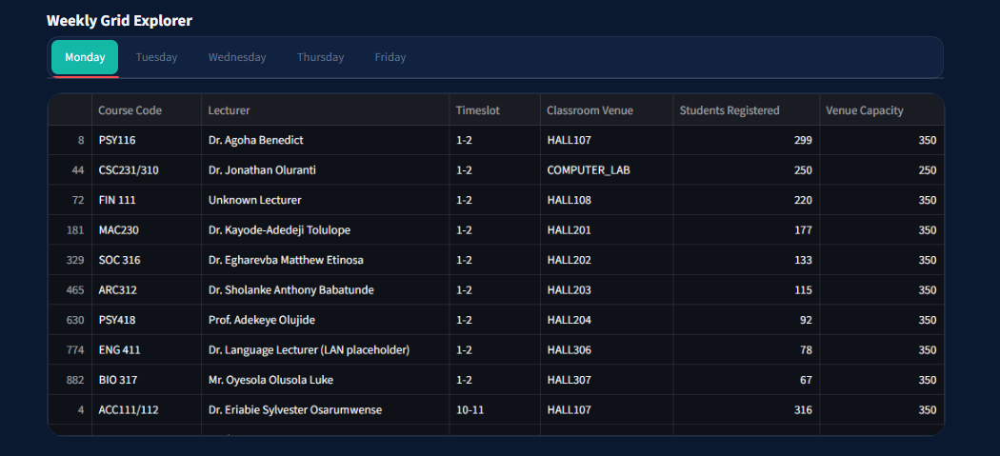 Weekly Grid Explorer
Monday Tuesday Wednesday Thursday Friday
Course Code Lecturer Timeslot Classroom Venue Students Registered Venue Capacity
8 PSY116 Dr. Agoha Benedict 1-2 HALL107 299 350
44 CSC231/310 Dr. Jonathan Oluranti 1-2 COMPUTER_LAB 250 250
72 FIN 111 Unknown Lecturer 1-2 HALL108 220 350
181 MAC230 Dr. Kayode-Adedeji Tolulope 1-2 HALL201 177 350
329 SOC 316 Dr. Egharevba Matthew Etinosa 1-2 HALL202 133 350
465 ARC312 Dr. Sholanke Anthony Babatunde 1-2 HALL203 115 350
630 PSY418 Prof. Adekeye Olujide 1-2 HALL204 92 350
774 ENG 411 Dr. Language Lecturer (LAN placeholder) 1-2 HALL306 78 350
882 BIO 317 Mr. Oyesola Olusola Luke 1-2 HALL307 67 350
4 ACC111/112 Dr. Eriabie Sylvester Osarumwense 10-11 HALL107 316 350